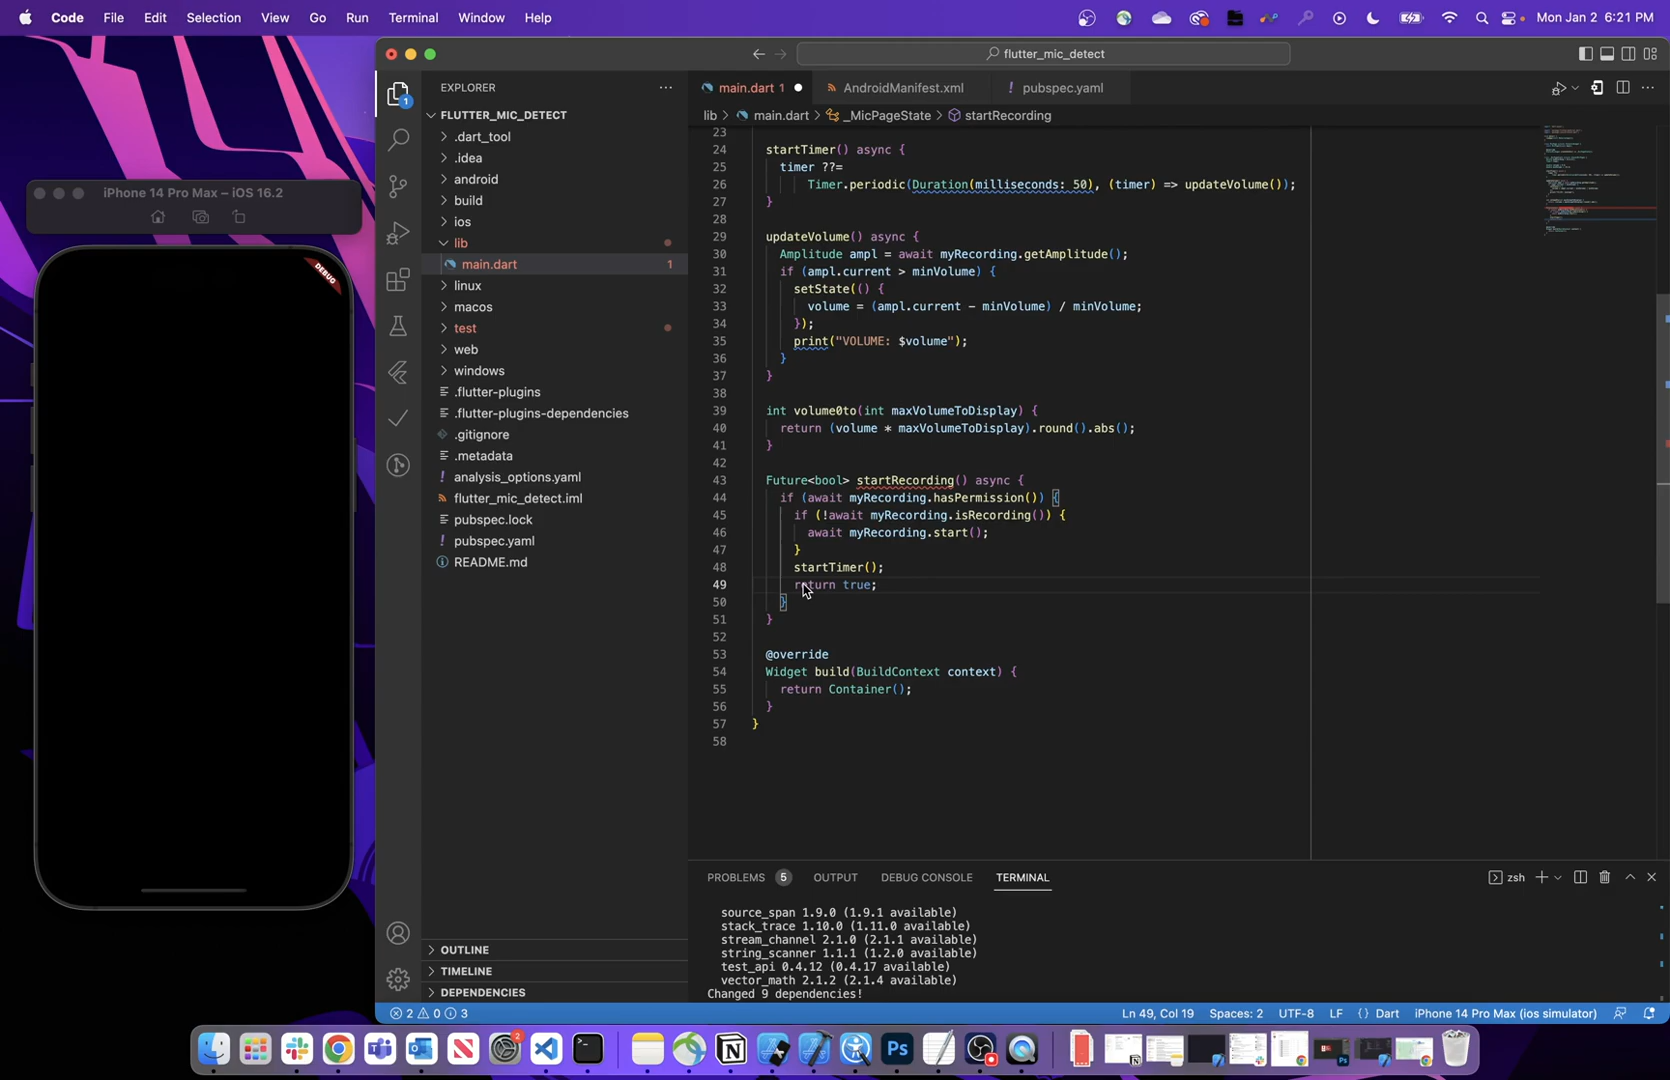 Code File Edit Selection View Go Run Terminal Window Help
Mon Jan 2 6:21 PM
flutter_mic_detect
iPhone 14 Pro Max – iOS 16.2
DEBUG
EXPLORER
1
FLUTTER_MIC_DETECT
.dart_tool
.idea
android
build
ios
lib
main.dart 1
linux
macos
test
web
windows
.flutter-plugins
.flutter-plugins-dependencies
.gitignore
.metadata
analysis_options.yaml
flutter_mic_detect.iml
pubspec.lock
pubspec.yaml
README.md
OUTLINE
TIMELINE
DEPENDENCIES
main.dart 1 AndroidManifest.xml pubspec.yaml
lib > main.dart > _MicPageState > startRecording
23
24 startTimer() async {
25 timer ??=
26 Timer.periodic(Duration(milliseconds: 50), (timer) => updateVolume());
27 }
28
29 updateVolume() async {
30 Amplitude ampl = await myRecording.getAmplitude();
31 if (ampl.current > minVolume) {
32 setState(() {
33 volume = (ampl.current - minVolume) / minVolume;
34 });
35 print("VOLUME: $volume");
36 }
37 }
38
39 int volume0to(int maxVolumeToDisplay) {
40 return (volume * maxVolumeToDisplay).round().abs();
41 }
42
43 Future<bool> startRecording() async {
44 if (await myRecording.hasPermission()) {
45 if (!await myRecording.isRecording()) {
46 await myRecording.start();
47 }
48 startTimer();
49 return true;
50 }
51 }
52
53 @override
54 Widget build(BuildContext context) {
55 return Container();
56 }
57 }
58
PROBLEMS 5 OUTPUT DEBUG CONSOLE TERMINAL
zsh
source_span 1.9.0 (1.9.1 available)
stack_trace 1.10.0 (1.11.0 available)
stream_channel 2.1.0 (2.1.1 available)
string_scanner 1.1.1 (1.2.0 available)
test_api 0.4.12 (0.4.17 available)
vector_math 2.1.2 (2.1.4 available)
Changed 9 dependencies!
2 0 3
Ln 49, Col 19 Spaces: 2 UTF-8 LF {} Dart iPhone 14 Pro Max (ios simulator)
2
Ps